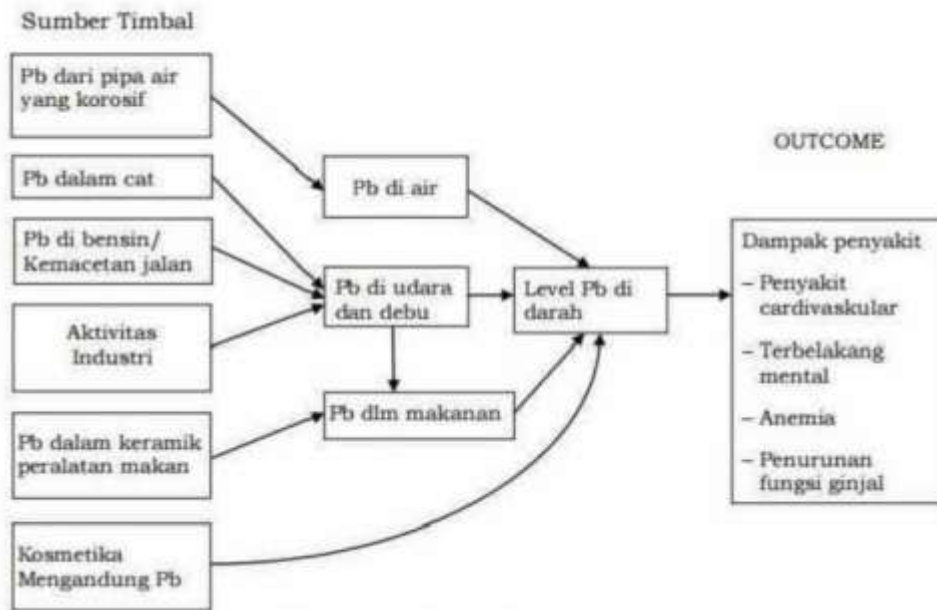 Sumber Timbal
Pb dari pipa air
yang korosif
Pb dalam cat
Pb di bensin/
Kemacetan jalan
Aktivitas
Industri
Pb dalam keramik
peralatan makan
Kosmetika
Mengandung Pb
Pb di air
Pb di udara
dan debu
Pb dlm makanan
Level Pb di
darah
OUTCOME
Dampak penyakit
– Penyakit
cardivaskular
– Terbelakang
mental
– Anemia
– Penurunan
fungsi ginjal